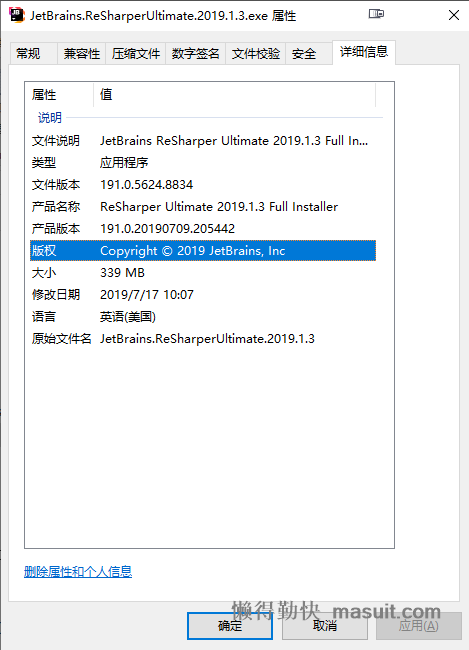 JetBrains.ReSharperUltimate.2019.1.3.exe 属性
常规 兼容性 压缩文件 数字签名 文件校验 安全 详细信息
属性 值
说明
文件说明 JetBrains ReSharper Ultimate 2019.1.3 Full In...
类型 应用程序
文件版本 191.0.5624.8834
产品名称 ReSharper Ultimate 2019.1.3 Full Installer
产品版本 191.0.20190709.205442
版权 Copyright © 2019 JetBrains, Inc
大小 339 MB
修改日期 2019/7/17 10:07
语言 英语(美国)
原始文件名 JetBrains.ReSharperUltimate.2019.1.3
删除属性和个人信息
懒得勤快 masuit.com
确定 取消 应用(A)